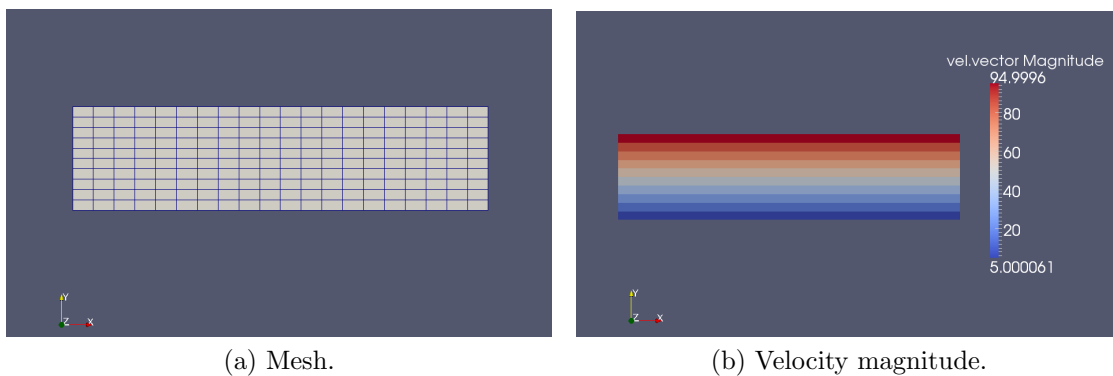 Y
Z X
(a) Mesh.
vel.vector Magnitude
94.9996
80
60
40
20
5.000061
Y
Z X
(b) Velocity magnitude.